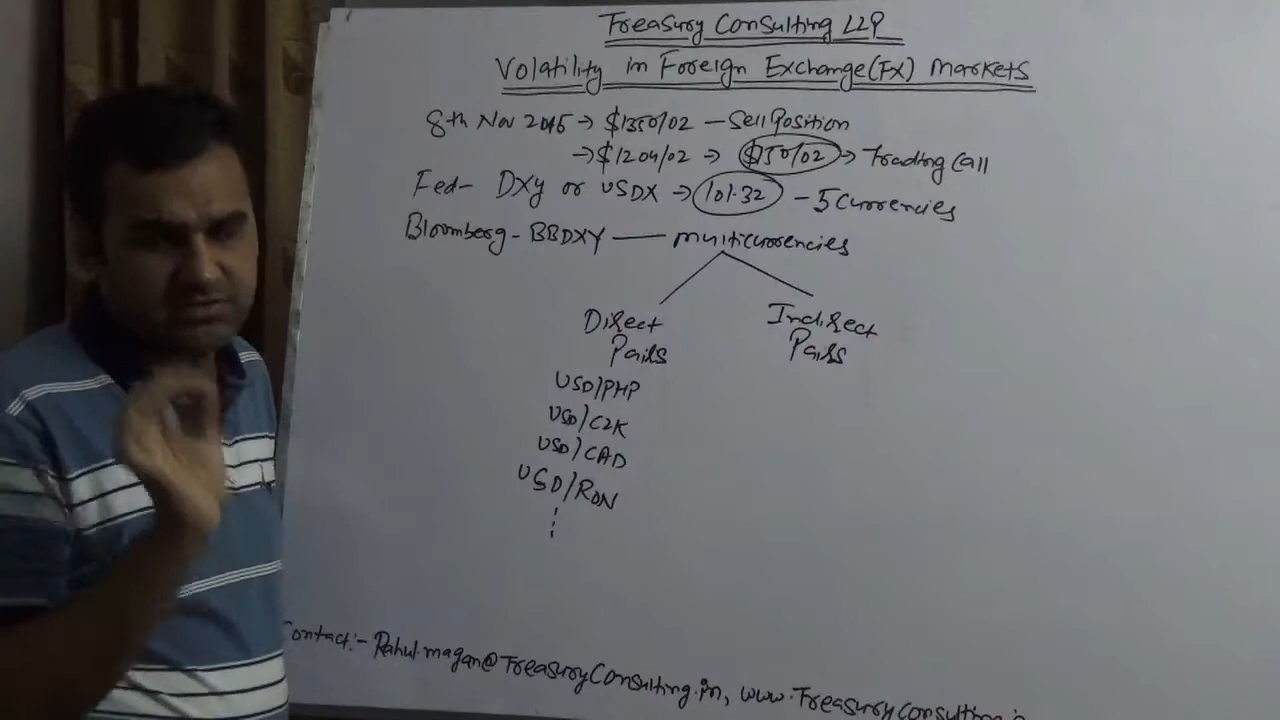 Treasury Consulting LLP
Volatility in Foreign Exchange(FX) Markets
8th Nov 2015 → $1350/02 - Sell Position
→ $1204/02 → $150/02 → Trading Call
Fed- DXY or USDX → 101.32 - 5 Currencies
Bloomberg - BBDXY — multicurrencies
Direct Pairs
Indirect Pairs
USD/PHP
USD/CZK
USD/CAD
USD/RON
Contact:- Rahul.magan@TreasuryConsulting.in, www.TreasuryConsulting.in